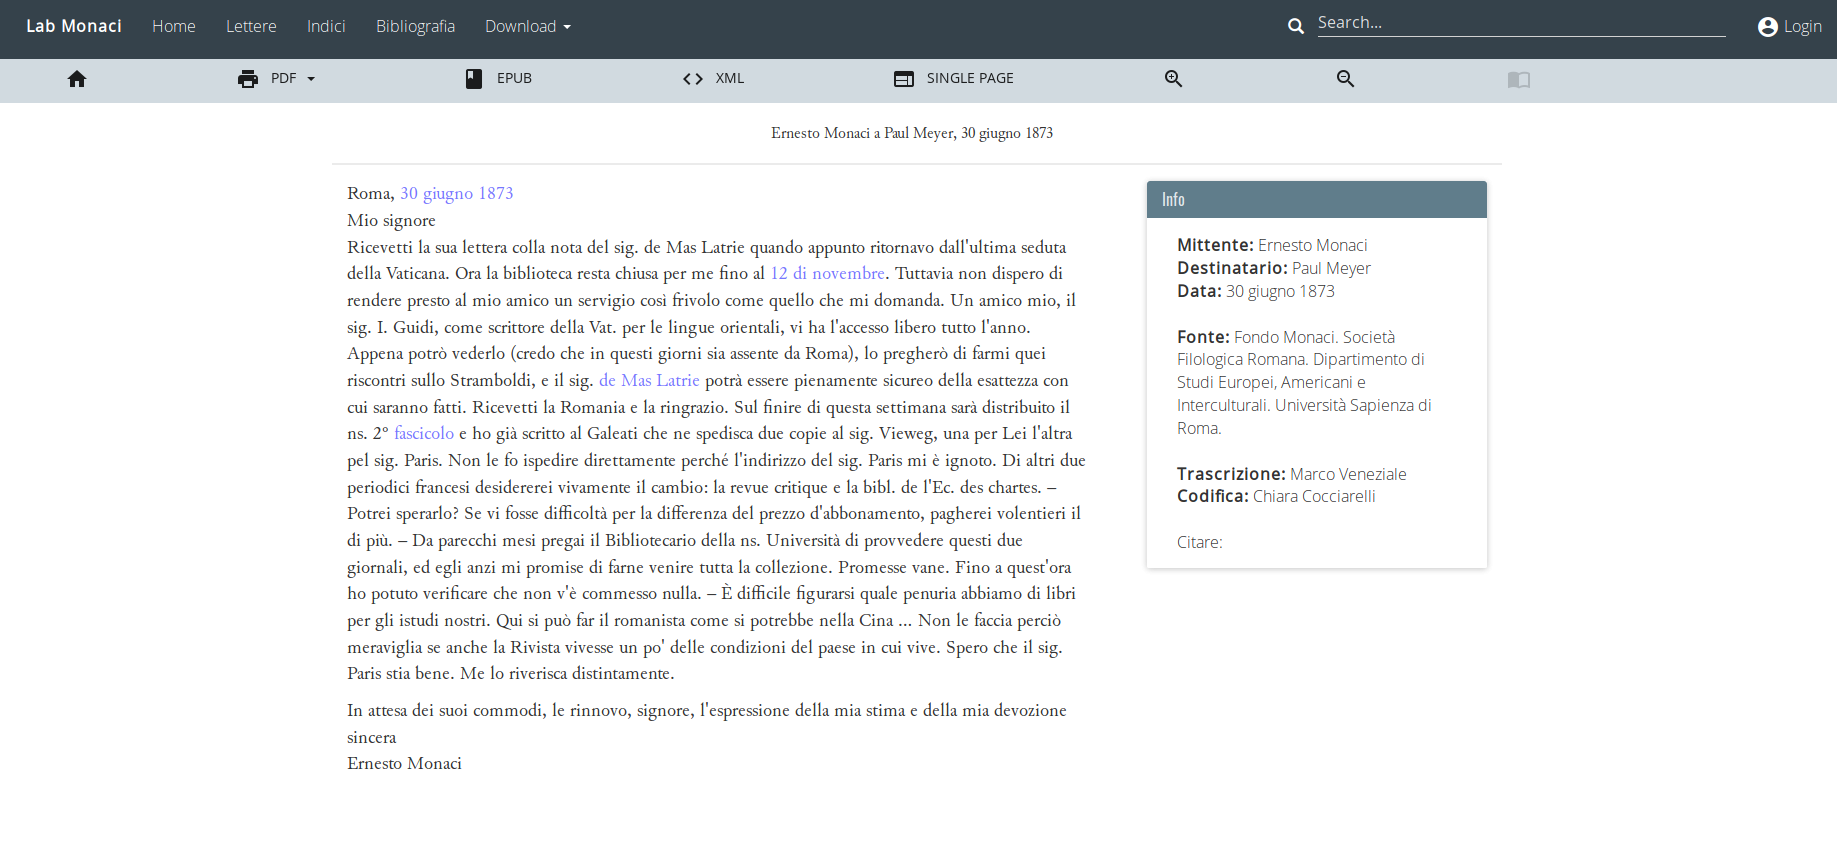 Lab Monaci Home Lettere Indici Bibliografia Download Search... Login
PDF EPUB XML SINGLE PAGE
Ernesto Monaci a Paul Meyer, 30 giugno 1873
Roma, 30 giugno 1873
Mio signore
Ricevetti la sua lettera colla nota del sig. de Mas Latrie quando appunto ritornavo dall'ultima seduta
della Vaticana. Ora la biblioteca resta chiusa per me fino al 12 di novembre. Tuttavia non dispero di
rendere presto al mio amico un servigio così frivolo come quello che mi domanda. Un amico mio, il
sig. I. Guidi, come scrittore della Vat. per le lingue orientali, vi ha l'accesso libero tutto l'anno.
Appena potrò vederlo (credo che in questi giorni sia assente da Roma), lo pregherò di farmi quei
riscontri sullo Stramboldi, e il sig. de Mas Latrie potrà essere pienamente sicureo della esattezza con
cui saranno fatti. Ricevetti la Romania e la ringrazio. Sul finire di questa settimana sarà distribuito il
ns. 2° fascicolo e ho già scritto al Galeati che ne spedisca due copie al sig. Vieweg, una per Lei l'altra
pel sig. Paris. Non le fo ispedire direttamente perché l'indirizzo del sig. Paris mi è ignoto. Di altri due
periodici francesi desidererei vivamente il cambio: la revue critique e la bibl. de l'Ec. des chartes. –
Potrei sperarlo? Se vi fosse difficoltà per la differenza del prezzo d'abbonamento, pagherei volentieri il
di più. – Da parecchi mesi pregai il Bibliotecario della ns. Università di provvedere questi due
giornali, ed egli anzi mi promise di farne venire tutta la collezione. Promesse vane. Fino a quest'ora
ho potuto verificare che non v'è commesso nulla. – È difficile figurarsi quale penuria abbiamo di libri
per gli istudi nostri. Qui si può far il romanista come si potrebbe nella Cina ... Non le faccia perciò
meraviglia se anche la Rivista vivesse un po' delle condizioni del paese in cui vive. Spero che il sig.
Paris stia bene. Me lo riverisca distintamente.
In attesa dei suoi commodi, le rinnovo, signore, l'espressione della mia stima e della mia devozione
sincera
Ernesto Monaci
Info
Mittente: Ernesto Monaci
Destinatario: Paul Meyer
Data: 30 giugno 1873
Fonte: Fondo Monaci. Società
Filologica Romana. Dipartimento di
Studi Europei, Americani e
Interculturali. Università Sapienza di
Roma.
Trascrizione: Marco Veneziale
Codifica: Chiara Cocciarelli
Citare: